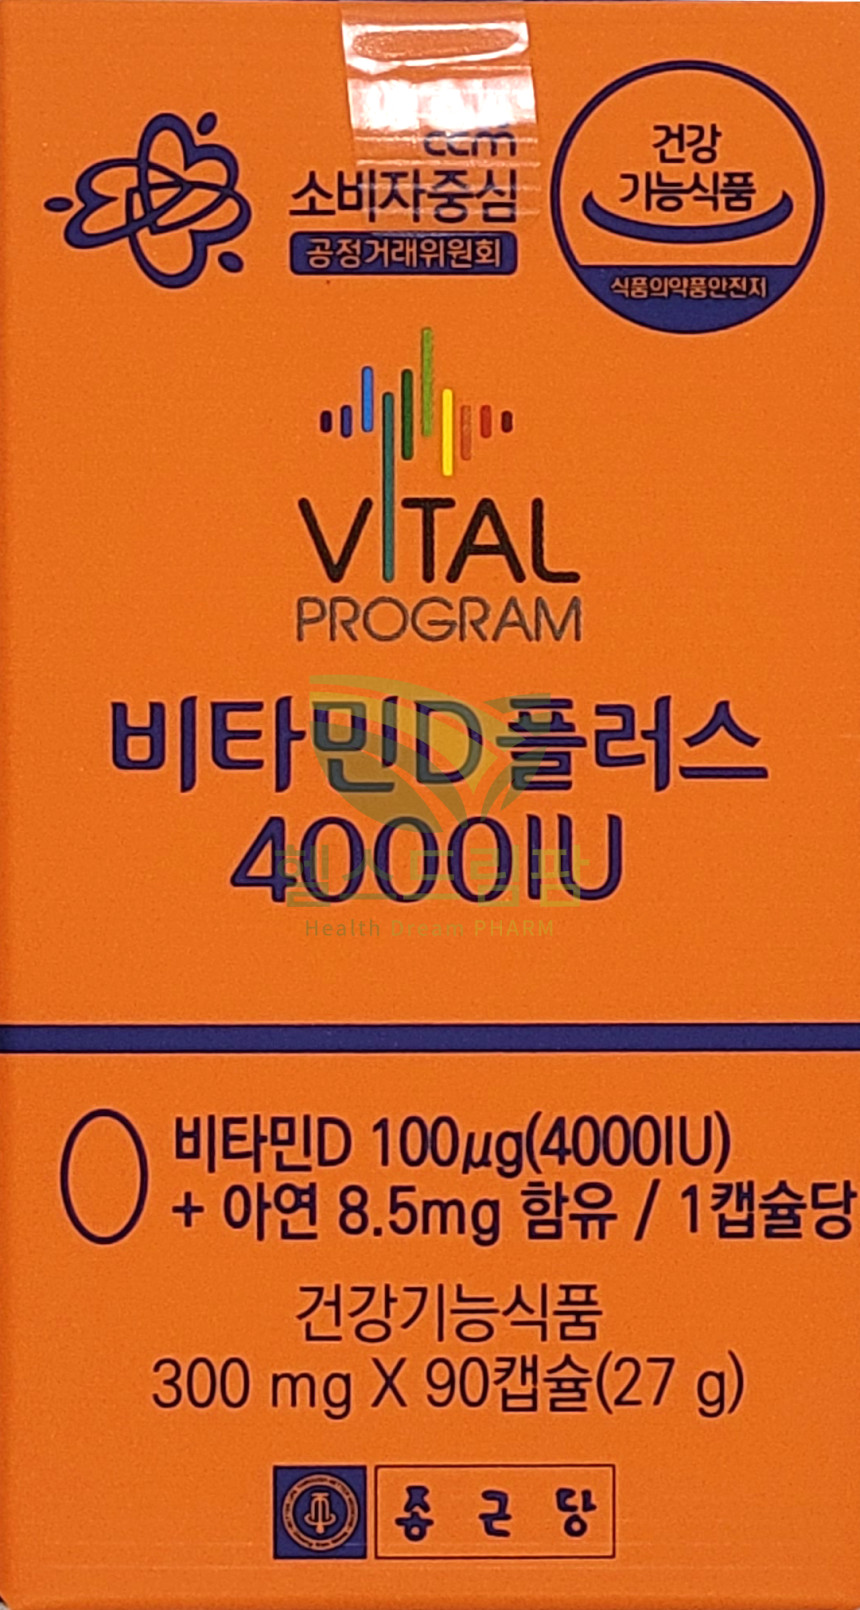 ccm
소비자중심
공정거래위원회
건강
기능식품
식품의약품안전처
VITAL
PROGRAM
비타민D플러스
4000IU
헬스드림팜
Health Dream PHARM
비타민D 100µg(4000IU)
+ 아연 8.5mg 함유 / 1캡슐당
건강기능식품
300 mg X 90캡슐(27 g)
종근당